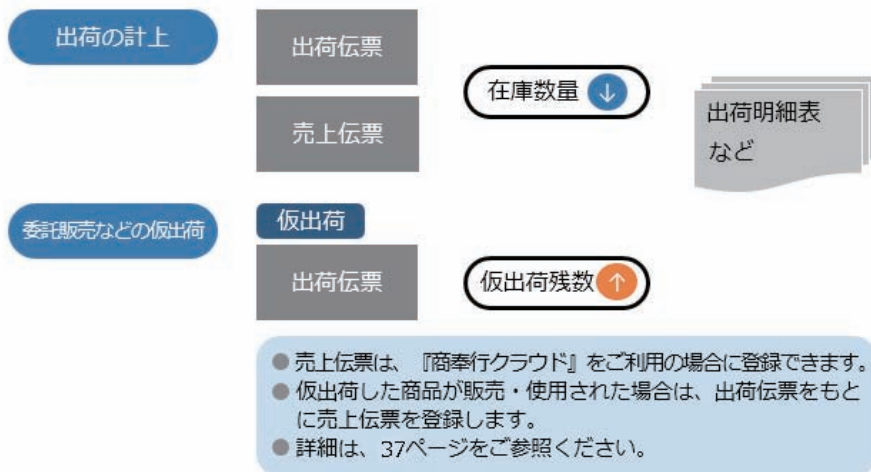 出荷の計上
出荷伝票
売上伝票
在庫数量
出荷明細表
など
委託販売などの仮出荷
仮出荷
出荷伝票
仮出荷残数
売上伝票は、『商奉行クラウド』をご利用の場合に登録できます。
仮出荷した商品が販売・使用された場合は、出荷伝票をもと
に売上伝票を登録します。
詳細は、37ページをご参照ください。